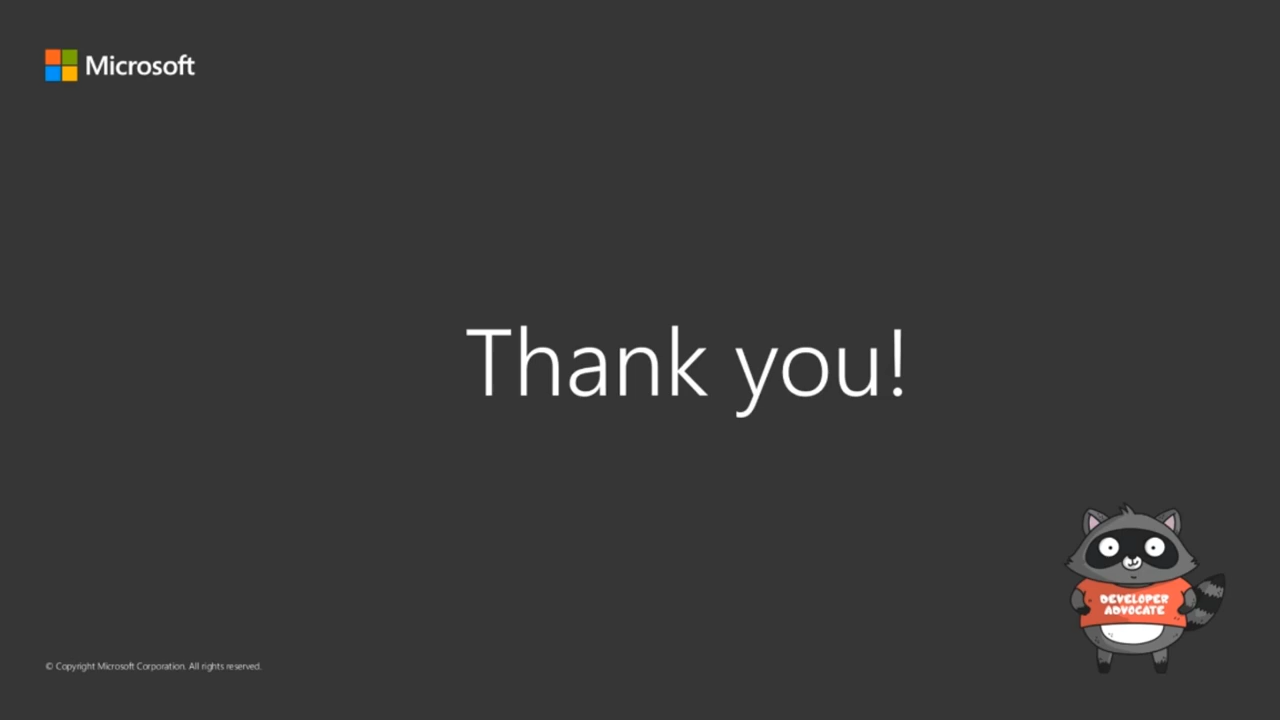 Microsoft
Thank you!
DEVELOPER
ADVOCATE
© Copyright Microsoft Corporation. All rights reserved.